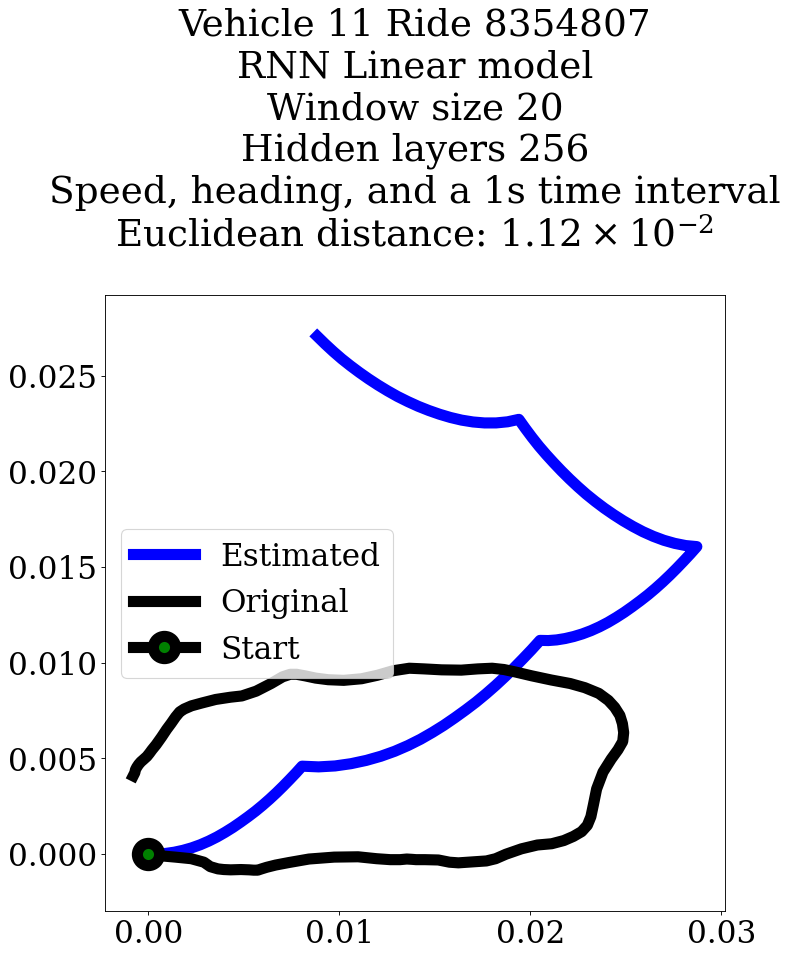 Vehicle 11 Ride 8354807
RNN Linear model
Window size 20
Hidden layers 256
Speed, heading, and a 1s time interval
Euclidean distance: 1.12 × 10⁻²
0.025
0.020
0.015
0.010
0.005
0.000
Estimated
Original
Start
0.00 0.01 0.02 0.03